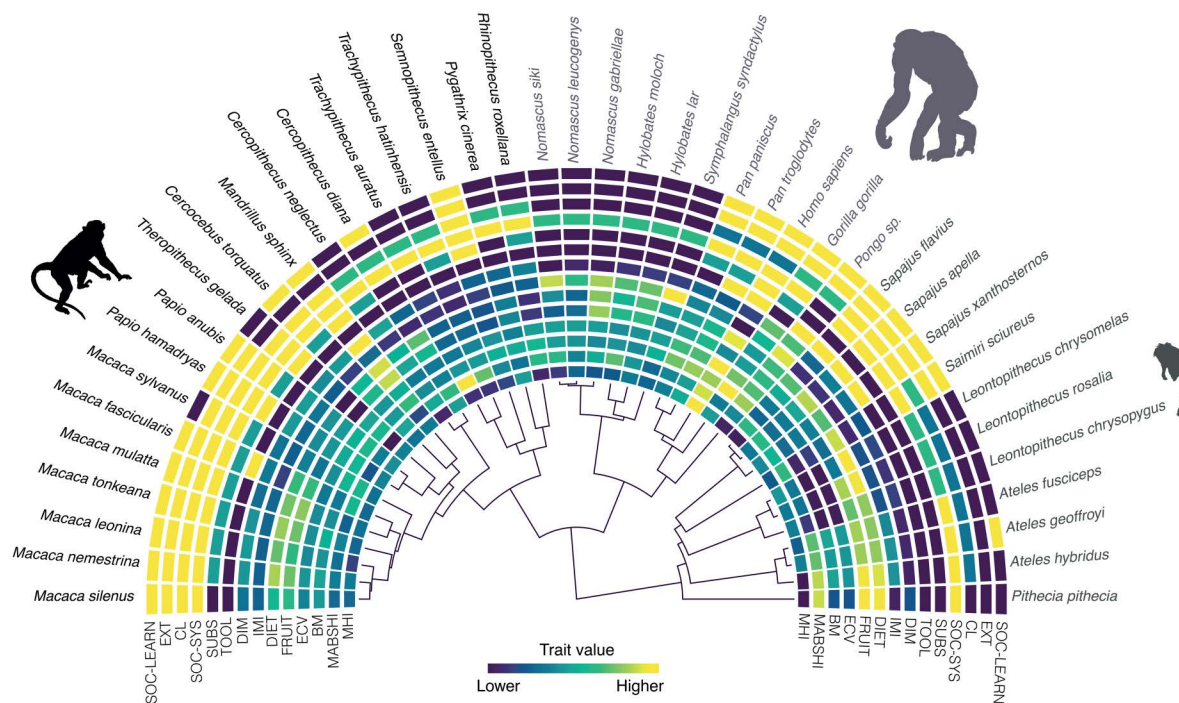 Macaca silenus
Macaca nemestrina
Macaca leonina
Macaca tonkeana
Macaca mulatta
Macaca fascicularis
Macaca sylvanus
Papio hamadryas
Papio anubis
Theropithecus gelada
Cercocebus torquatus
Mandrillus sphinx
Cercopithecus neglectus
Cercopithecus diana
Trachypithecus auratus
Trachypithecus hatinhensis
Semnopithecus entellus
Pygathrix cinerea
Rhinopithecus roxellana
Nomascus siki
Nomascus leucogenys
Nomascus gabriellae
Hylobates moloch
Hylobates lar
Symphalangus syndactylus
Pan paniscus
Pan troglodytes
Homo sapiens
Gorilla gorilla
Pongo sp.
Sapajus flavius
Sapajus apella
Sapajus xanthosternos
Saimiri sciureus
Leontopithecus chrysomelas
Leontopithecus rosalia
Leontopithecus chrysopygus
Ateles fusciceps
Ateles geoffroyi
Ateles hybridus
Pithecia pithecia
SOC-LEARN
EXT
CL
SOC-SYS
SUBS
TOOL
DIM
IMI
DIET
FRUIT
ECV
BM
MABSHI
MHI
MHI
MABSHI
BM
ECV
FRUIT
DIET
IMI
DIM
TOOL
SUBS
SOC-SYS
CL
EXT
SOC-LEARN
Trait value
Lower Higher